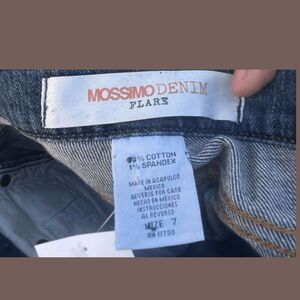 MOSSIMO DENIM
FLARE
99% COTTON
1% SPANDEX
MADE IN ACAPULCO
MEXICO
REVERSE FOR CARE
HECHO EN MEXICO
INSTRUCCIONES
AL REVERSO
SIZE 7
RN 17730